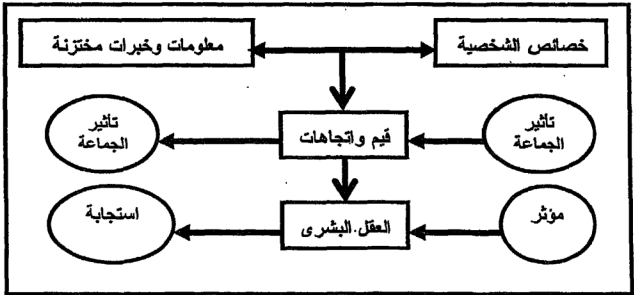 خصائص الشخصية
معلومات وخبرات مختزنة
تأثير
الجماعة
قيم واتجاهات
تأثير
الجماعة
مؤثر
العقل البشرى
استجابة